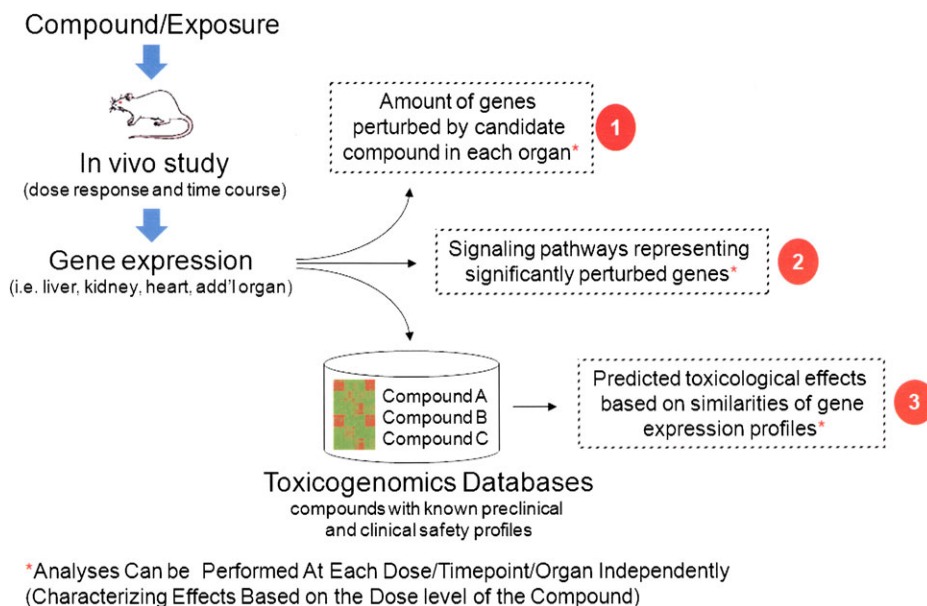 Compound/Exposure
In vivo study
(dose response and time course)
Gene expression
(i.e. liver, kidney, heart, add'l organ)
Amount of genes
perturbed by candidate
compound in each organ*
1
Signaling pathways representing
significantly perturbed genes*
2
Compound A
Compound B
Compound C
Predicted toxicological effects
based on similarities of gene
expression profiles*
3
Toxicogenomics Databases
compounds with known preclinical
and clinical safety profiles
*Analyses Can be Performed At Each Dose/Timepoint/Organ Independently
(Characterizing Effects Based on the Dose level of the Compound)